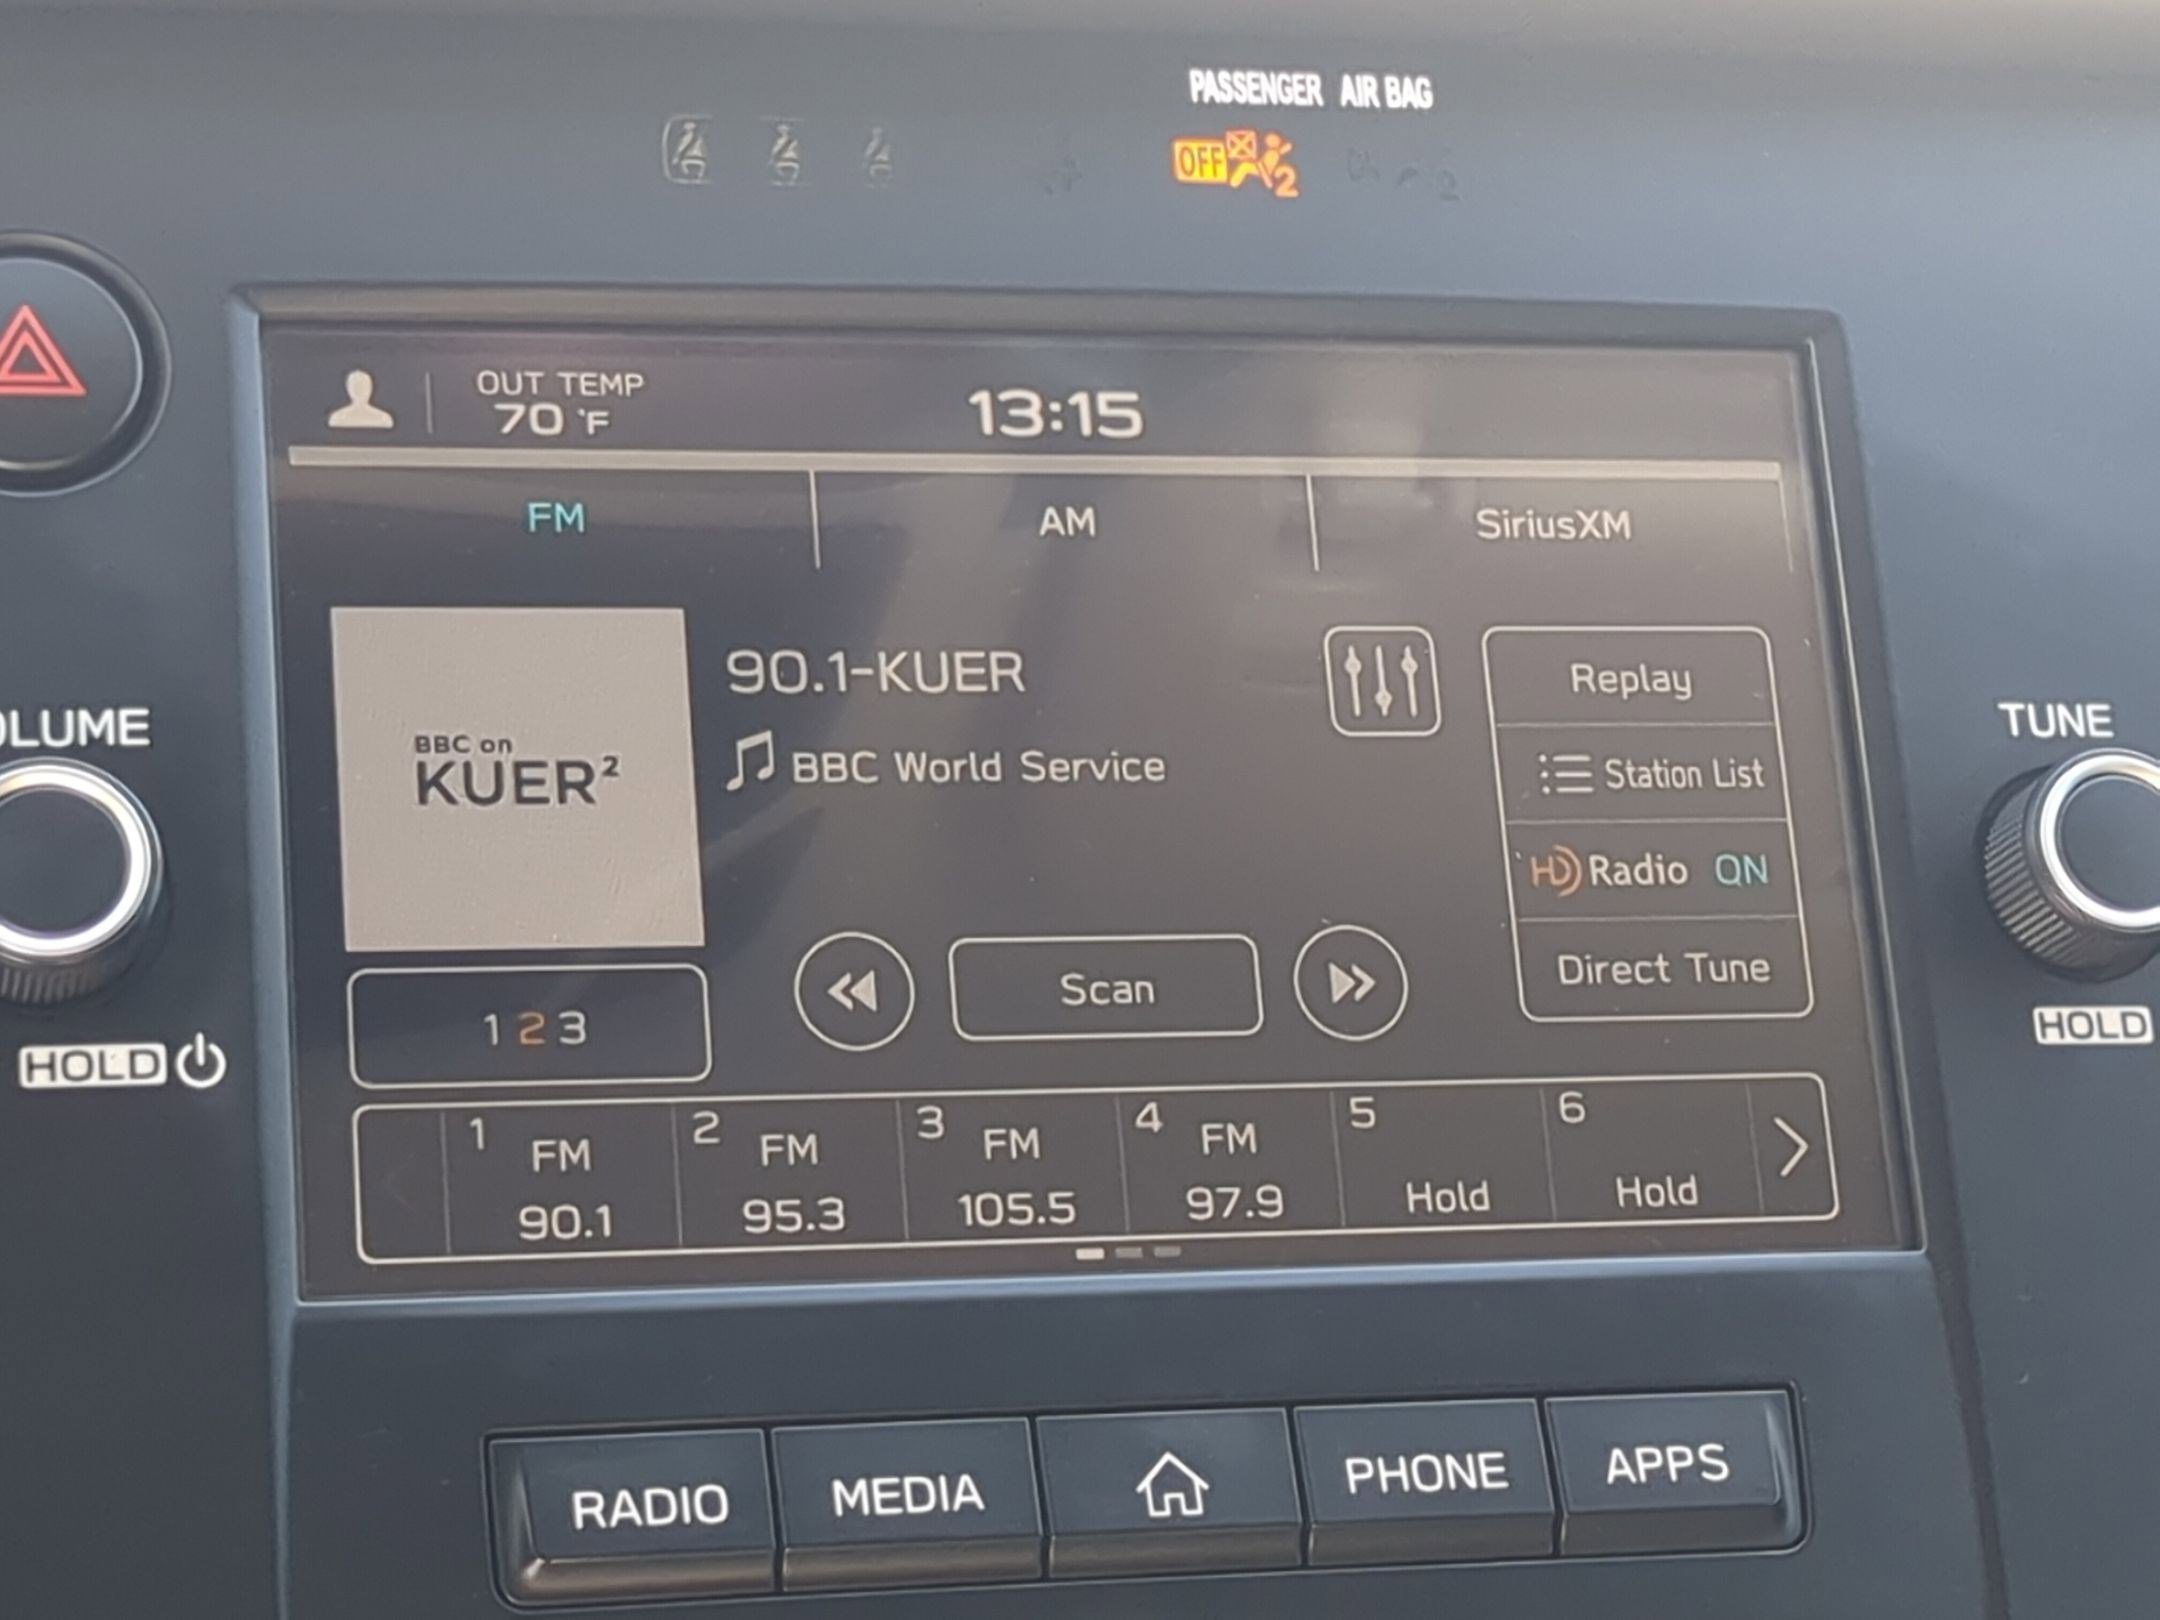 PASSENGER AIR BAG
OFF 2
OUT TEMP
70 °F
13:15
FM AM SiriusXM
BBC on
KUER²
90.1-KUER
BBC World Service
Replay
Station List
HD Radio ON
Direct Tune
OLUME
TUNE
1 2 3
Scan
HOLD
HOLD
1 FM 90.1
2 FM 95.3
3 FM 105.5
4 FM 97.9
5 Hold
6 Hold
RADIO MEDIA PHONE APPS